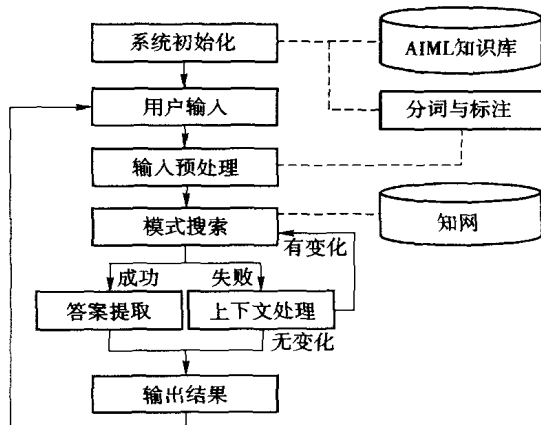 系统初始化
AIML知识库
用户输入
分词与标注
输入预处理
模式搜索
知网
有变化
成功
失败
答案提取
上下文处理
无变化
输出结果